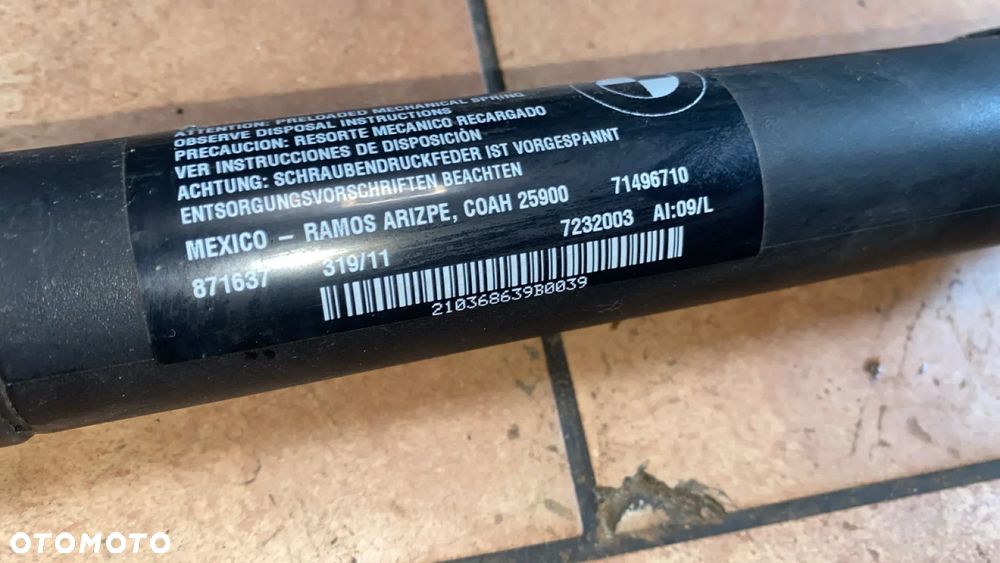 ATTENTION: PRELOADED MECHANICAL SPRING
OBSERVE DISPOSAL INSTRUCTIONS
PRECAUCION: RESORTE MECANICO RECARGADO
VER INSTRUCCIONES DE DISPOSICIÓN
ACHTUNG: SCHRAUBENDRUCKFEDER IST VORGESPANNT
ENTSORGUNGSVORSCHRIFTEN BEACHTEN
MEXICO – RAMOS ARIZPE, COAH 25900 71496710
871637 319/11 7232003 AI:09/L
210368639B0039
OTOMOTO